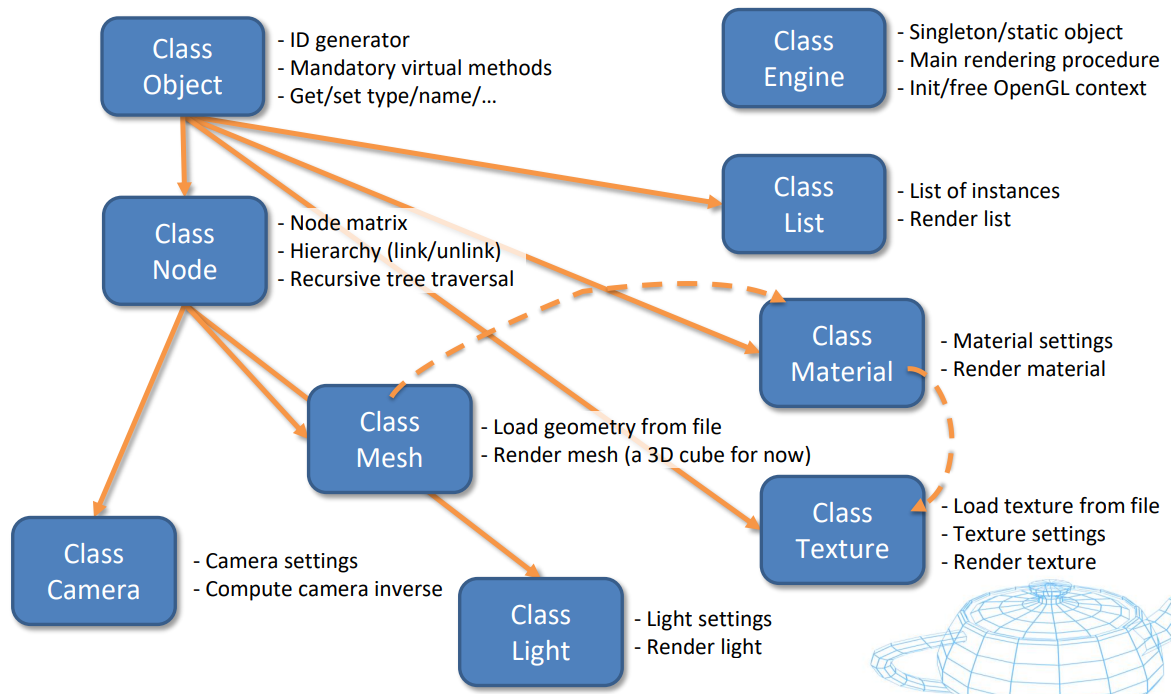 Class
Object
- ID generator
- Mandatory virtual methods
- Get/set type/name/…
Class
Engine
- Singleton/static object
- Main rendering procedure
- Init/free OpenGL context
Class
List
- List of instances
- Render list
Class
Node
- Node matrix
- Hierarchy (link/unlink)
- Recursive tree traversal
Class
Material
- Material settings
- Render material
Class
Mesh
- Load geometry from file
- Render mesh (a 3D cube for now)
Class
Texture
- Load texture from file
- Texture settings
- Render texture
Class
Camera
- Camera settings
- Compute camera inverse
Class
Light
- Light settings
- Render light